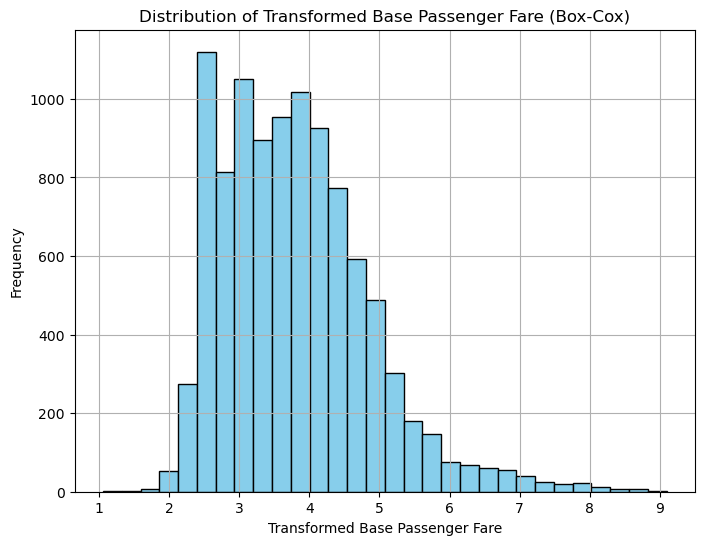 Distribution of Transformed Base Passenger Fare (Box-Cox)
1000
800
600
400
200
0
Frequency
1 2 3 4 5 6 7 8 9
Transformed Base Passenger Fare